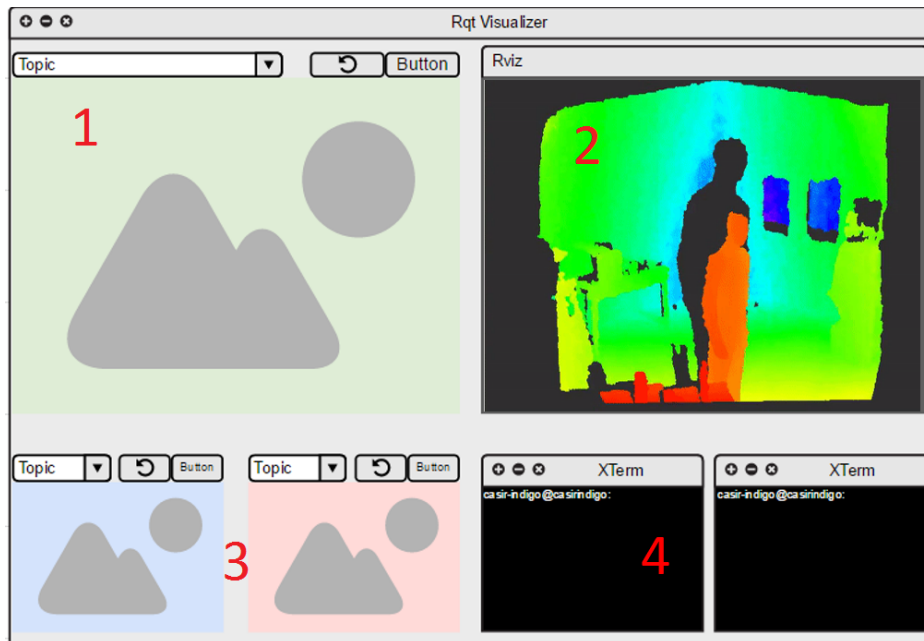 Rqt Visualizer
Topic
Button
Rviz
1
2
Topic
Button
Topic
Button
XTerm
XTerm
casir-indigo@casirindigo:
casir-indigo@casirindigo:
3
4